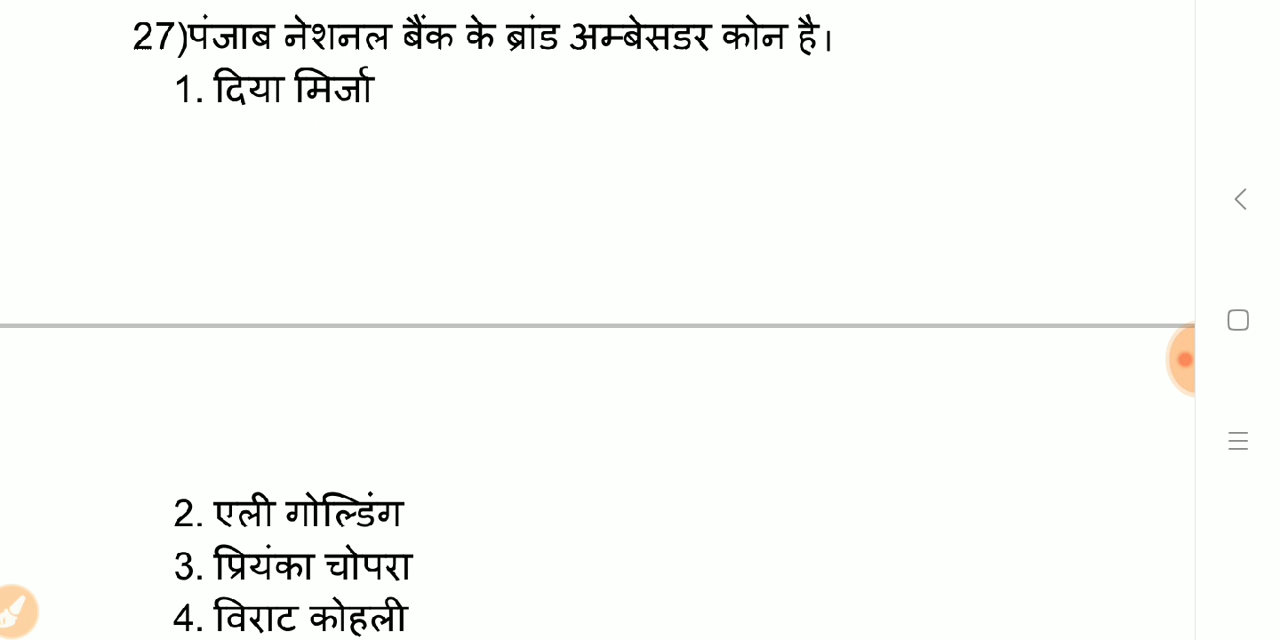 27)पंजाब नेशनल बैंक के ब्रांड अम्बेसडर कोन है।
1. दिया मिर्जा
2. एली गोल्डिंग
3. प्रियंका चोपरा
4. विराट कोहली